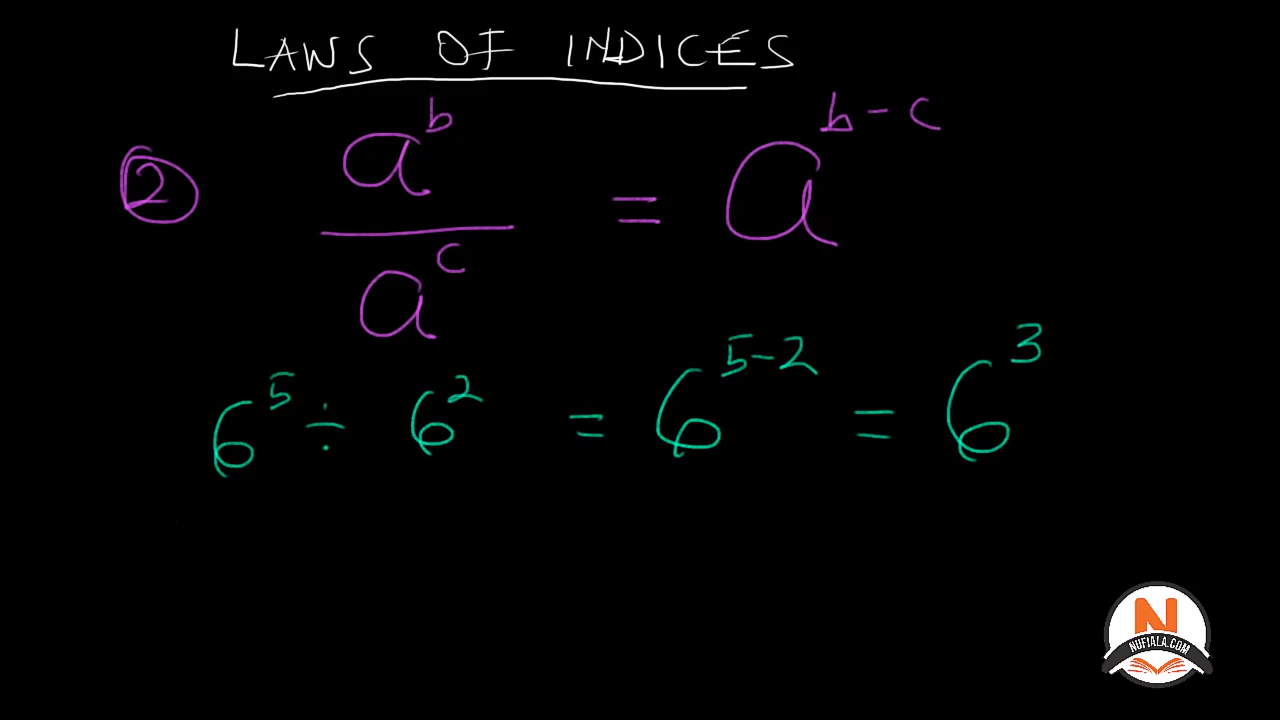 LAWS OF INDICES
② a^b / a^c = a^(b-c)
6^5 ÷ 6^2 = 6^(5-2) = 6^3
N
NUFIALA.COM